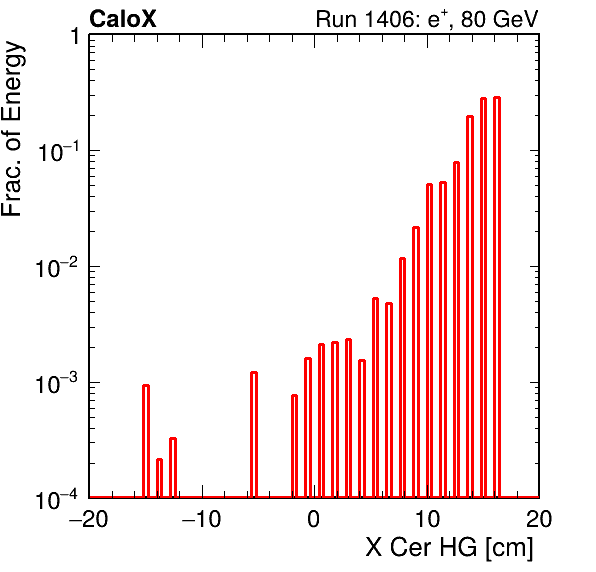 CaloX Run 1406: e⁺, 80 GeV
Frac. of Energy
1
10⁻¹
10⁻²
10⁻³
10⁻⁴
−20 −10 0 10 20
X Cer HG [cm]